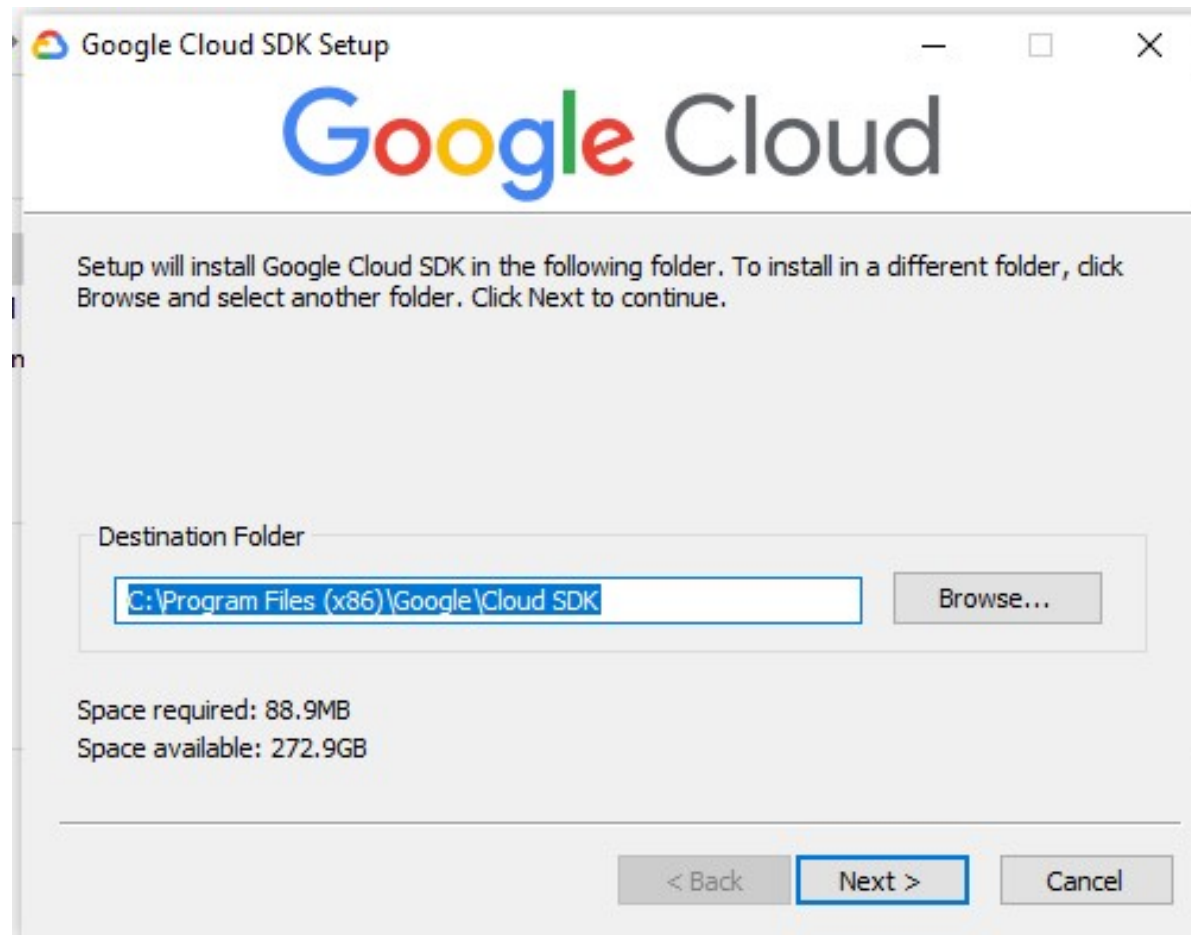 Google Cloud SDK Setup
Google Cloud
Setup will install Google Cloud SDK in the following folder. To install in a different folder, click
Browse and select another folder. Click Next to continue.
n
Destination Folder
C:\Program Files (x86)\Google\Cloud SDK
Browse...
Space required: 88.9MB
Space available: 272.9GB
< Back
Next >
Cancel